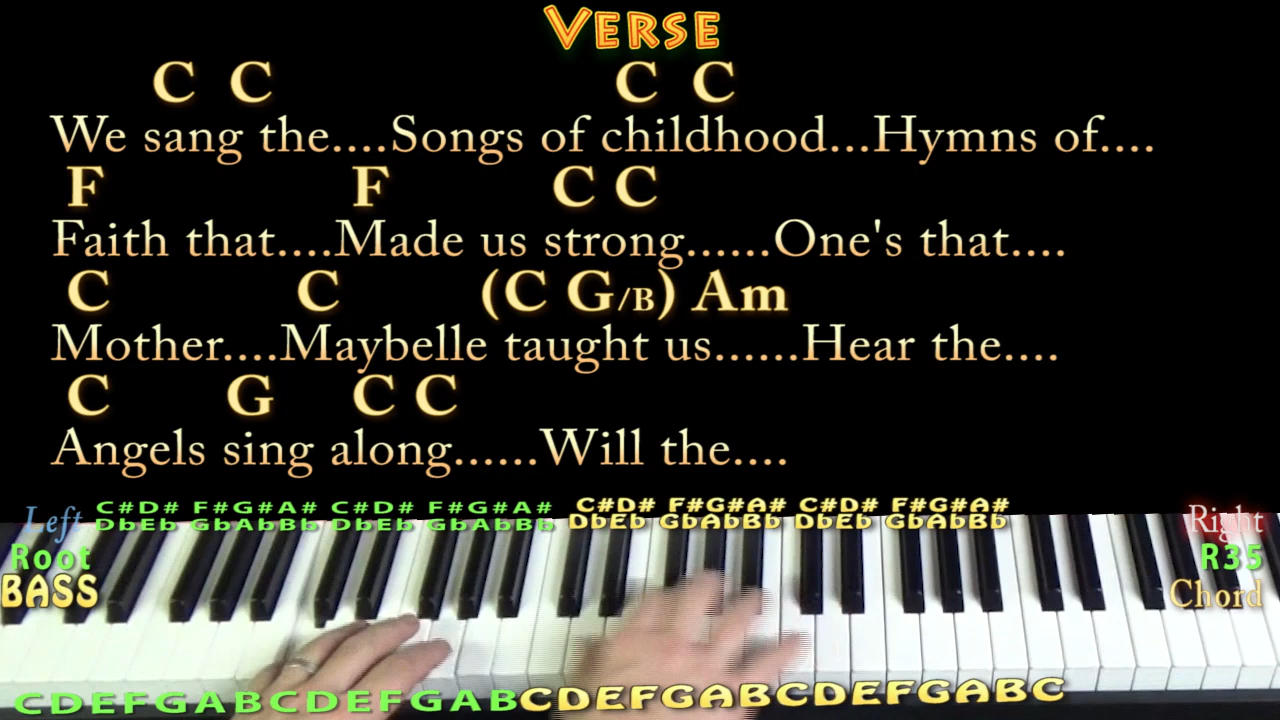 VERSE
C C C C
We sang the....Songs of childhood...Hymns of....
F F C C
Faith that....Made us strong......One's that....
C C (C G/B) Am
Mother....Maybelle taught us......Hear the....
C G C C
Angels sing along......Will the....
Left C#D# F#G#A# C#D# F#G#A# C#D# F#G#A# C#D# F#G#A# Right
DbEb GbAbBb DbEb GbAbBb DbEb GbAbBb DbEb GbAbBb
Root R35
BASS Chord
CDEFGABCDEFGABCDEFGABCDEFGABC